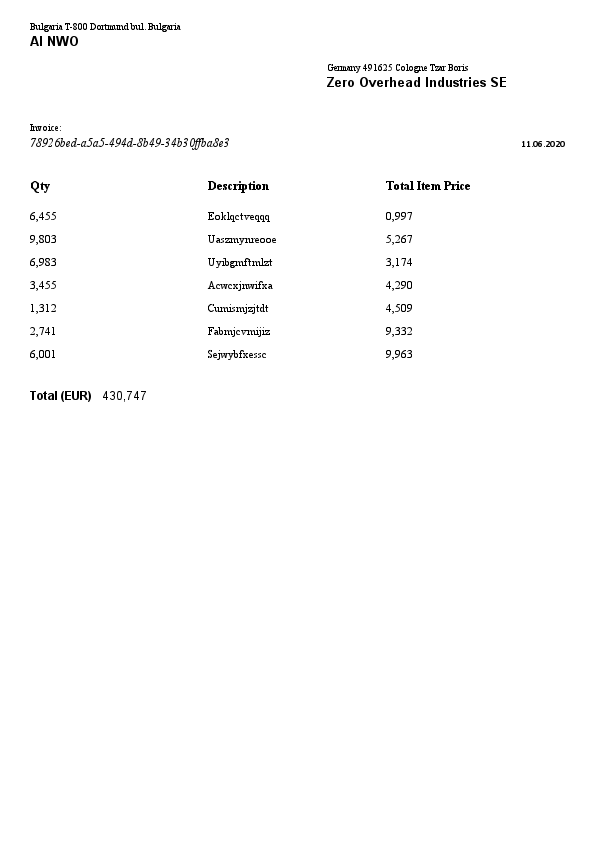 Bulgaria T-800 Dortmund bul. Bulgaria
AI NWO
Germany 491625 Cologne Tzar Boris
Zero Overhead Industries SE
Invoice:
78926bed-a5a5-494d-8b49-34b30ffba8e3 11.06.2020
Qty Description Total Item Price
6,455 Eoklqctveqqq 0,997
9,803 Uaszmynreooe 5,267
6,983 Uyibgmftmlzt 3,174
3,455 Acwcxjnwifxa 4,290
1,312 Cumismjzjtdt 4,509
2,741 Fabmjcvmijiz 9,332
6,001 Sejwybfxessc 9,963
Total (EUR) 430,747